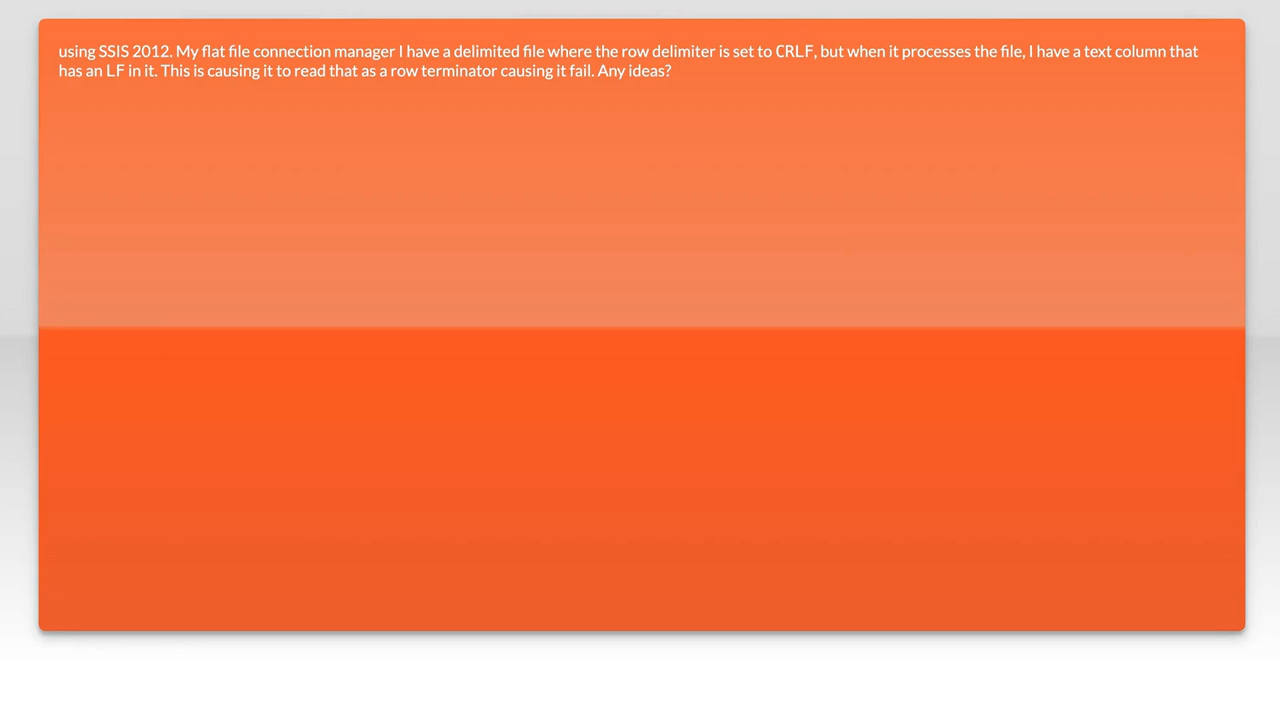 using SSIS 2012. My flat file connection manager I have a delimited file where the row delimiter is set to CRLF, but when it processes the file, I have a text column that
has an LF in it. This is causing it to read that as a row terminator causing it fail. Any ideas?